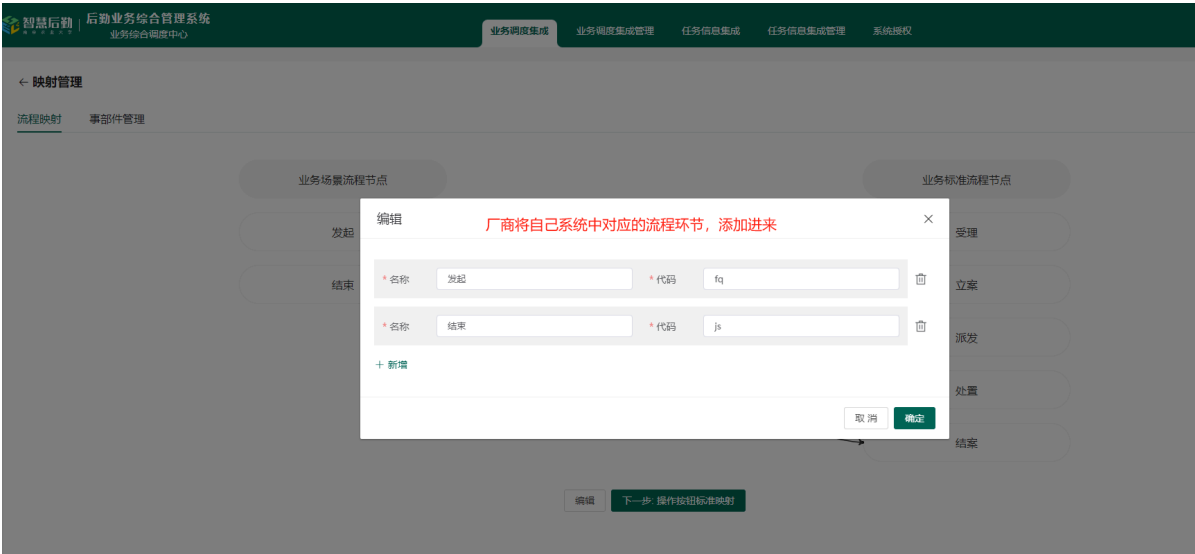 智慧后勤 后勤业务综合管理系统
业务综合调度中心
业务调度集成 业务调度集成管理 任务信息集成 任务信息集成管理 系统授权
← 映射管理
流程映射 事部件管理
业务场景流程节点 业务标准流程节点
编辑 厂商将自己系统中对应的流程环节，添加进来 ×
发起 受理
* 名称 发起 * 代码 fq
结束 立案
* 名称 结束 * 代码 js
派发
+ 新增
处置
取消 确定
结案
编辑 下一步: 操作按钮标准映射